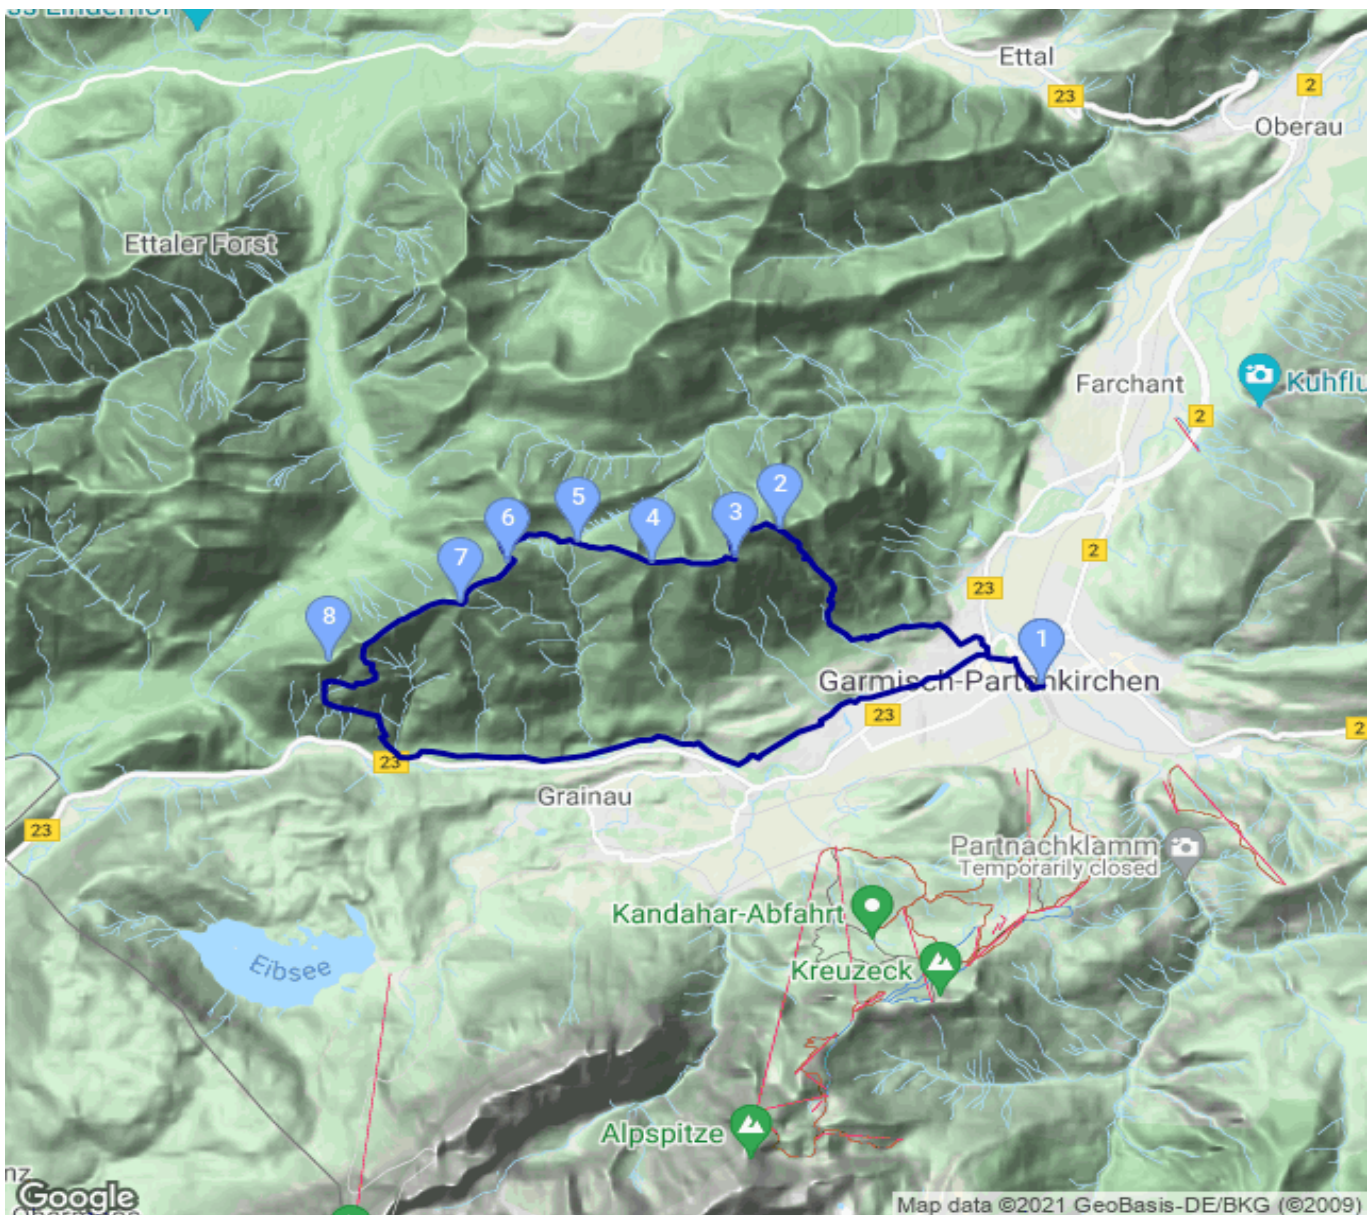 Ettal
23
2
Oberau
Ettaler Forst
Farchant
Kuhflu
2
2
5
2
6
3
4
7
23
8
1
Garmisch-Partenkirchen
23
2
23
Grainau
23
Partnachklamm
Temporarily closed
Kandahar-Abfahrt
Eibsee
Kreuzeck
Alpspitze
nz
Google
Map data ©2021 GeoBasis-DE/BKG (©2009)